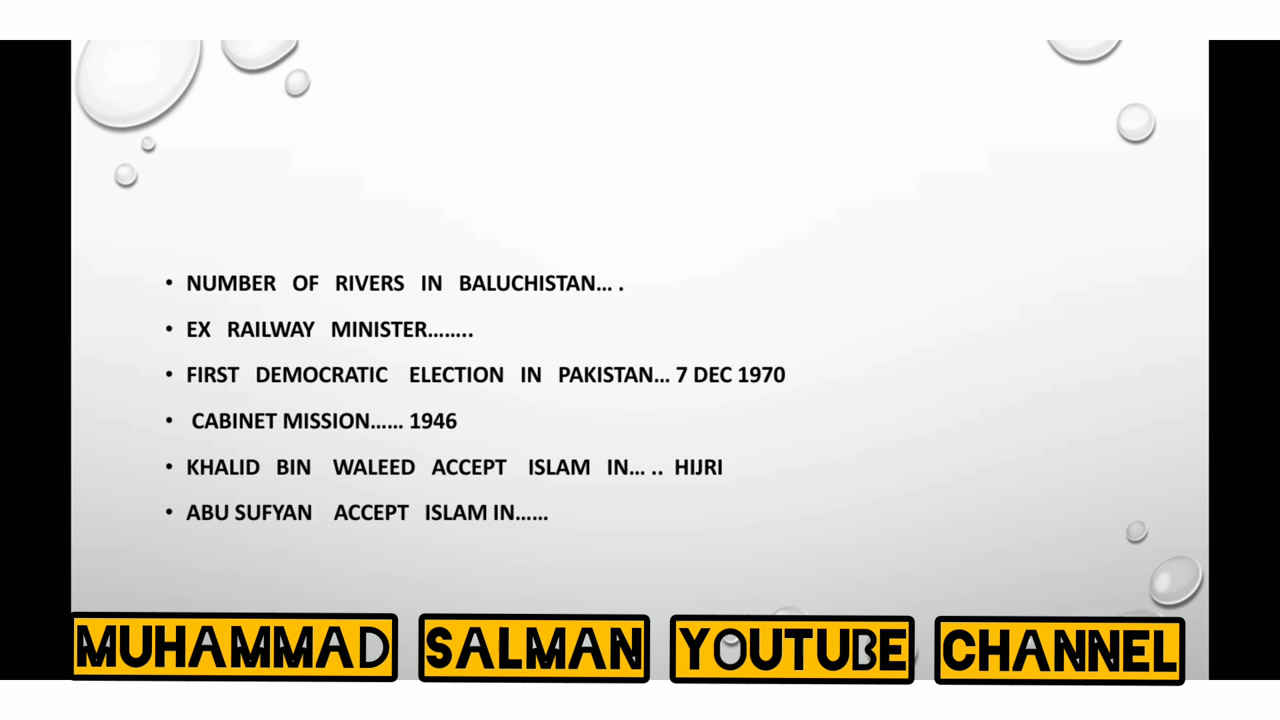 • NUMBER OF RIVERS IN BALUCHISTAN... .
• EX RAILWAY MINISTER........
• FIRST DEMOCRATIC ELECTION IN PAKISTAN... 7 DEC 1970
• CABINET MISSION...... 1946
• KHALID BIN WALEED ACCEPT ISLAM IN... .. HIJRI
• ABU SUFYAN ACCEPT ISLAM IN......
MUHAMMAD SALMAN YOUTUBE CHANNEL